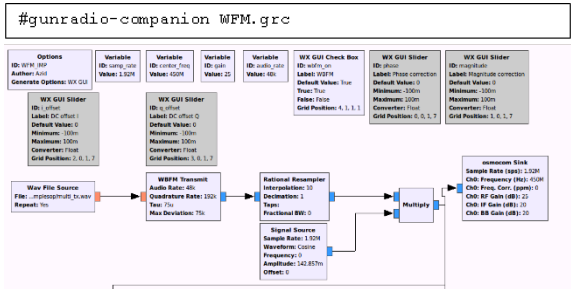 #gunradio-companion WFM.grc
Options
ID: WFM_IMP
Author: Azid
Generate Options: WX GUI
Variable
ID: samp_rate
Value: 1.92M
Variable
ID: center_freq
Value: 450M
Variable
ID: gain
Value: 25
Variable
ID: audio_rate
Value: 48k
WX GUI Check Box
ID: wbfm_on
Label: WBFM
Default Value: True
True: True
False: False
Grid Position: 4, 1, 1, 1
WX GUI Slider
ID: phase
Label: Phase correction
Default Value: 0
Minimum: -100m
Maximum: 100m
Converter: Float
Grid Position: 0, 0, 1, 7
WX GUI Slider
ID: magnitude
Label: Magnitude correction
Default Value: 0
Minimum: -100m
Maximum: 100m
Converter: Float
Grid Position: 1, 0, 1, 7
WX GUI Slider
ID: i_offset
Label: DC offset I
Default Value: 0
Minimum: -100m
Maximum: 100m
Converter: Float
Grid Position: 2, 0, 1, 7
WX GUI Slider
ID: q_offset
Label: DC offset Q
Default Value: 0
Minimum: -100m
Maximum: 100m
Converter: Float
Grid Position: 3, 0, 1, 7
Wav File Source
File: ...mplesop/multi_tx.wav
Repeat: Yes
WBFM Transmit
Audio Rate: 48k
Quadrature Rate: 192k
Tau: 75u
Max Deviation: 75k
Rational Resampler
Interpolation: 10
Decimation: 1
Taps:
Fractional BW: 0
Signal Source
Sample Rate: 1.92M
Waveform: Cosine
Frequency: 0
Amplitude: 142.857m
Offset: 0
Multiply
osmocom Sink
Sample Rate (sps): 1.92M
Ch0: Frequency (Hz): 450M
Ch0: Freq. Corr. (ppm): 0
Ch0: RF Gain (dB): 25
Ch0: IF Gain (dB): 20
Ch0: BB Gain (dB): 20